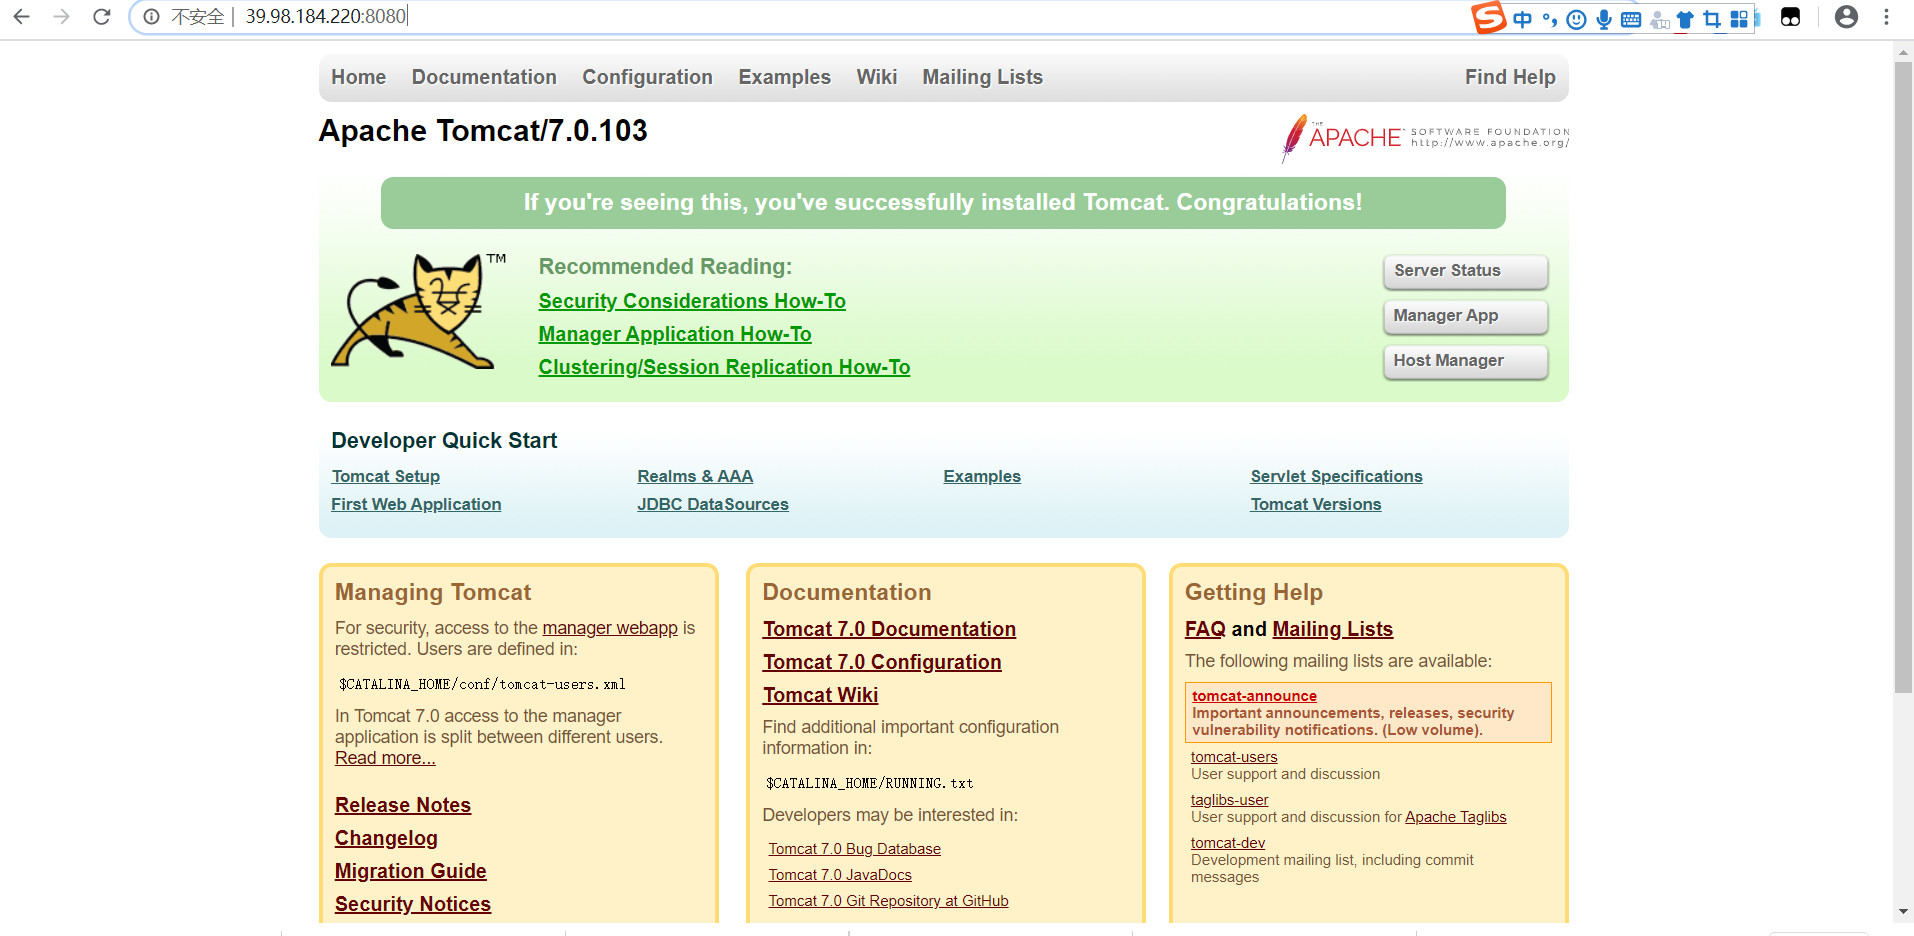 不安全 39.98.184.220:8080
中
Home Documentation Configuration Examples Wiki Mailing Lists Find Help
Apache Tomcat/7.0.103
THE APACHE SOFTWARE FOUNDATION
http://www.apache.org/
If you're seeing this, you've successfully installed Tomcat. Congratulations!
TM
Recommended Reading:
Security Considerations How-To
Manager Application How-To
Clustering/Session Replication How-To
Server Status
Manager App
Host Manager
Developer Quick Start
Tomcat Setup
First Web Application
Realms & AAA
JDBC DataSources
Examples
Servlet Specifications
Tomcat Versions
Managing Tomcat
For security, access to the manager webapp is
restricted. Users are defined in:
$CATALINA_HOME/conf/tomcat-users.xml
In Tomcat 7.0 access to the manager
application is split between different users.
Read more...
Release Notes
Changelog
Migration Guide
Security Notices
Documentation
Tomcat 7.0 Documentation
Tomcat 7.0 Configuration
Tomcat Wiki
Find additional important configuration
information in:
$CATALINA_HOME/RUNNING.txt
Developers may be interested in:
Tomcat 7.0 Bug Database
Tomcat 7.0 JavaDocs
Tomcat 7.0 Git Repository at GitHub
Getting Help
FAQ and Mailing Lists
The following mailing lists are available:
tomcat-announce
Important announcements, releases, security
vulnerability notifications. (Low volume).
tomcat-users
User support and discussion
taglibs-user
User support and discussion for Apache Taglibs
tomcat-dev
Development mailing list, including commit
messages